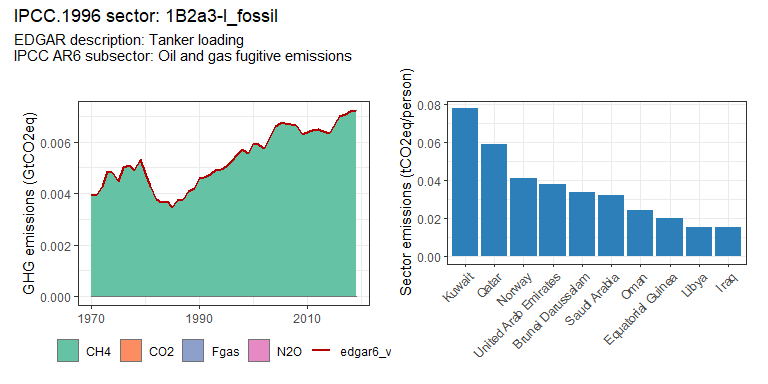 IPCC.1996 sector: 1B2a3-l_fossil
EDGAR description: Tanker loading
IPCC AR6 subsector: Oil and gas fugitive emissions
GHG emissions (GtCO2eq)
0.006
0.004
0.002
0.000
1970
1990
2010
CH4
CO2
Fgas
N2O
edgar6_v
Sector emissions (tCO2eq/person)
0.08
0.06
0.04
0.02
0.00
Kuwait
Qatar
Norway
United Arab Emirates
Brunei Darussalam
Saudi Arabia
Oman
Equatorial Guinea
Libya
Iraq